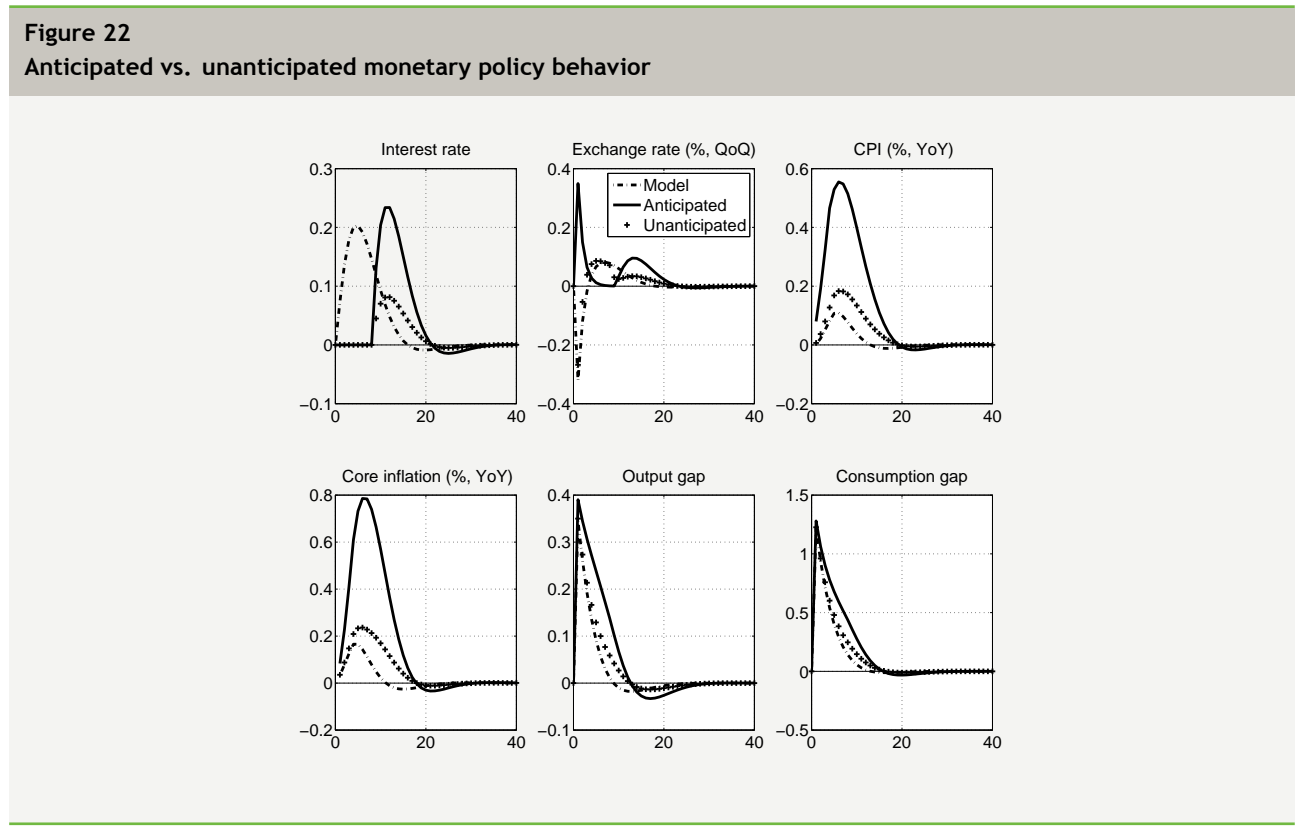 Figure 22
Anticipated vs. unanticipated monetary policy behavior
Interest rate
0.3
0.2
0.1
0
−0.1
0 20 40
Exchange rate (%, QoQ)
0.4
0.2
0
−0.2
−0.4
0 20 40
Model
Anticipated
Unanticipated
CPI (%, YoY)
0.6
0.4
0.2
0
−0.2
0 20 40
Core inflation (%, YoY)
0.8
0.6
0.4
0.2
0
−0.2
0 20 40
Output gap
0.4
0.3
0.2
0.1
0
−0.1
0 20 40
Consumption gap
1.5
1
0.5
0
−0.5
0 20 40